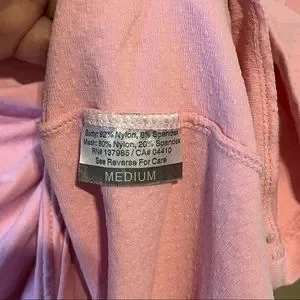 Body: 92% Nylon, 8% Spandex
Mesh: 80% Nylon, 20% Spandex
RN# 137985 / CA# 04410
See Reverse For Care
MEDIUM